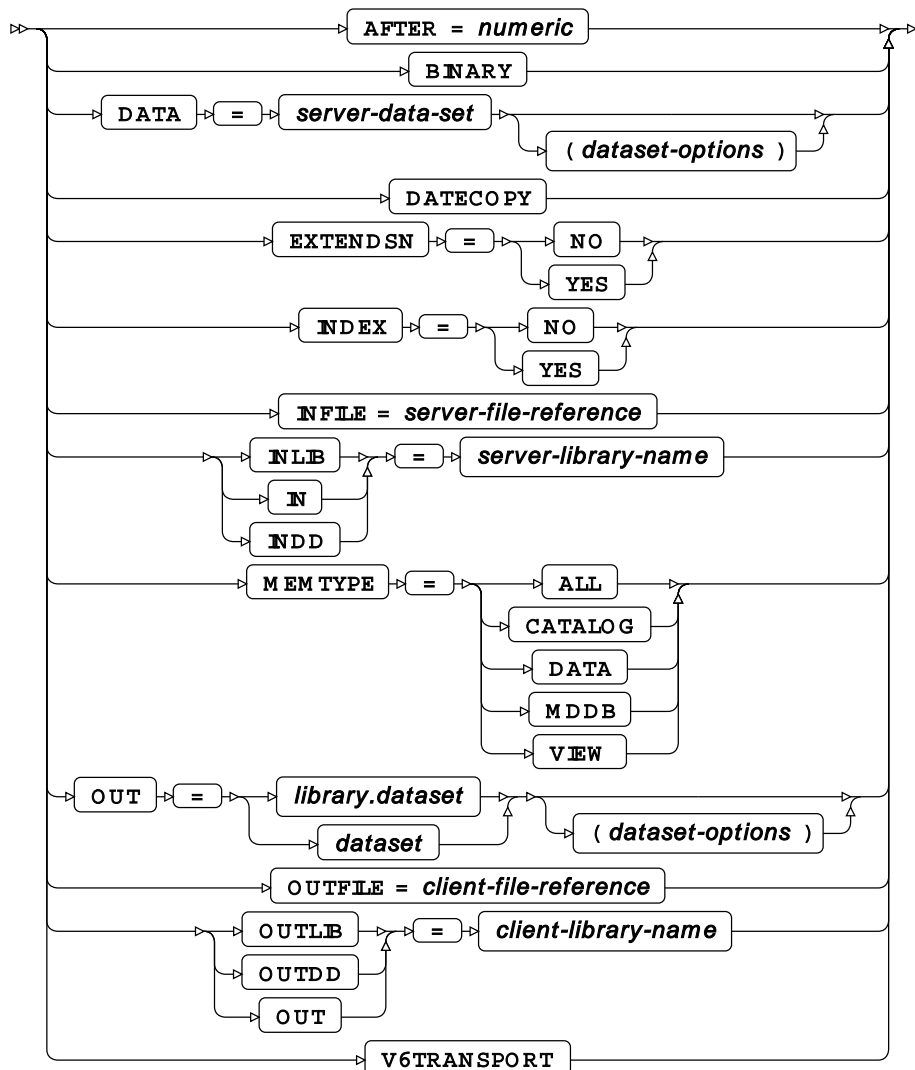 AFTER = numeric
BINARY
DATA = server-data-set
( dataset-options )
DATECOPY
EXTENDSN = NO
YES
INDEX = NO
YES
INFILE = server-file-reference
INLIB = server-library-name
IN
INDD
MEMTYPE = ALL
CATALOG
DATA
MDDB
VIEW
OUT = library.dataset
dataset ( dataset-options )
OUTFILE = client-file-reference
OUTLIB = client-library-name
OUTDD
OUT
V6TRANSPORT